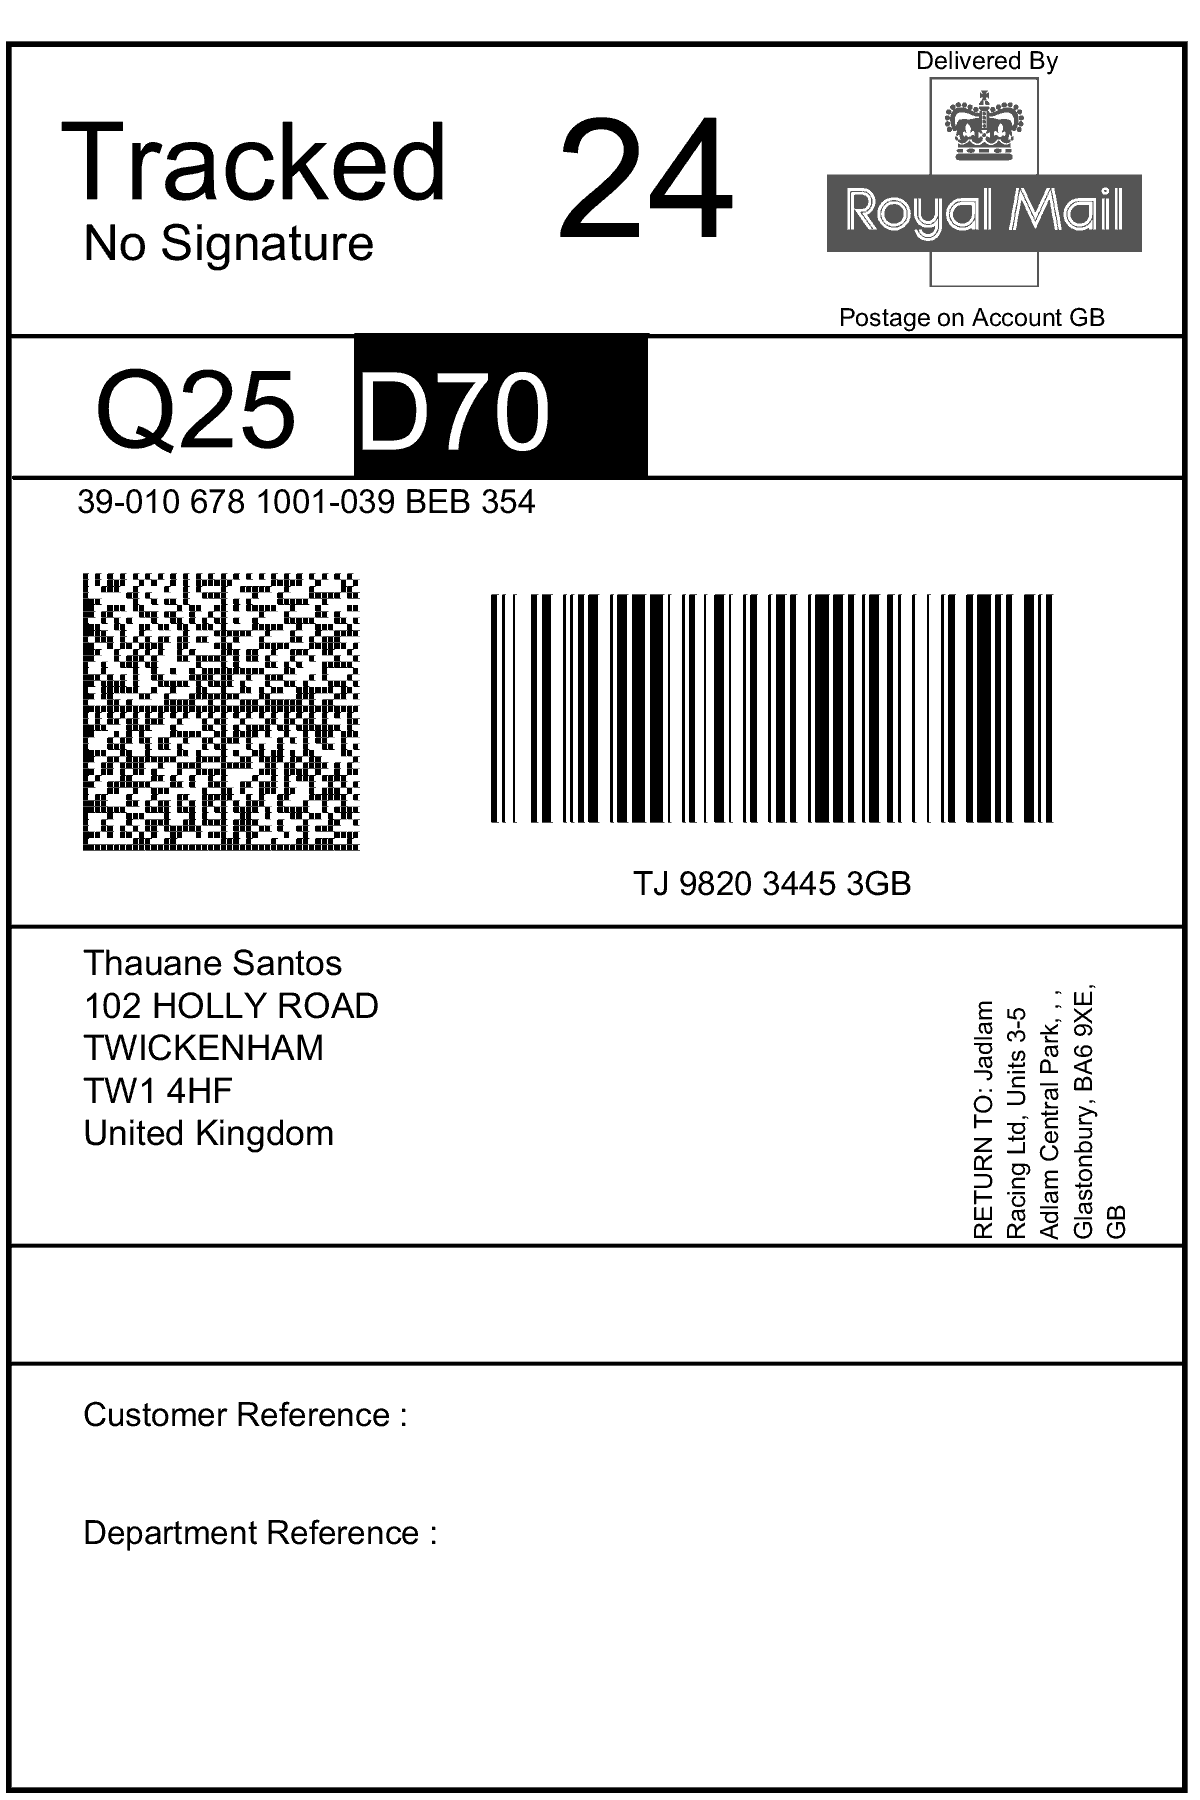 Delivered By
Tracked 24
No Signature
Royal Mail
Postage on Account GB
Q25 D70
39-010 678 1001-039 BEB 354
TJ 9820 3445 3GB
Thauane Santos
102 HOLLY ROAD
TWICKENHAM
TW1 4HF
United Kingdom
RETURN TO: Jadlam
Racing Ltd, Units 3-5
Adlam Central Park, , ,
Glastonbury, BA6 9XE,
GB
Customer Reference :
Department Reference :